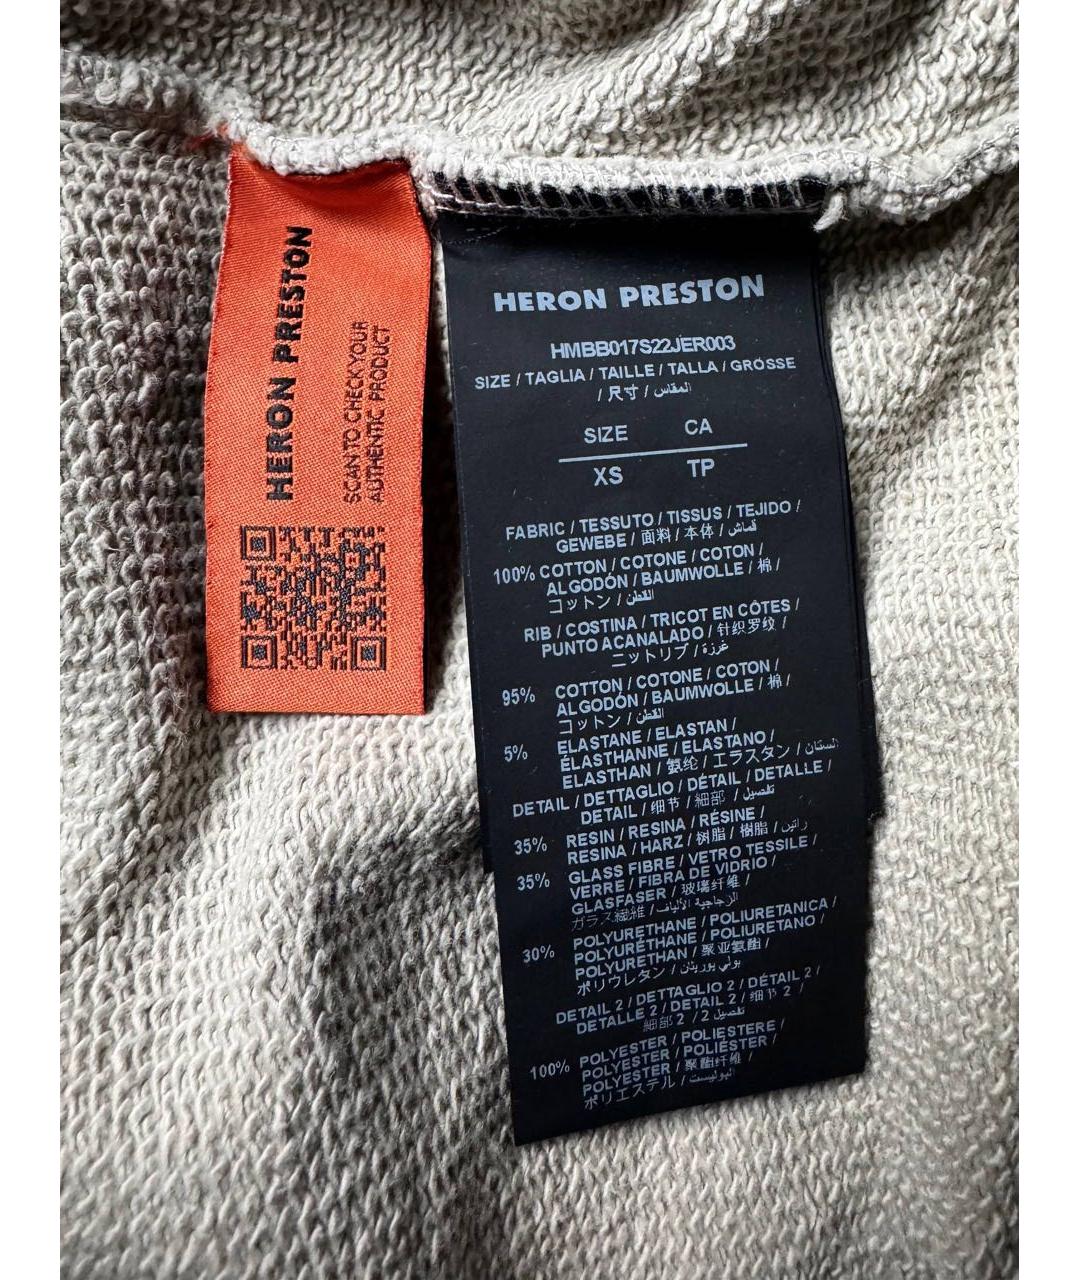 HERON PRESTON
SCAN TO CHECK YOUR
AUTHENTIC PRODUCT
HERON PRESTON
HMBB017S22JER003
SIZE / TAGLIA / TAILLE / TALLA / GRÖSSE
/ 尺寸 / المقاس
SIZE CA
XS TP
FABRIC / TESSUTO / TISSUS / TEJIDO /
GEWEBE / 面料 / 本体 / قماش
100% COTTON / COTONE / COTON /
ALGODÓN / BAUMWOLLE / 棉 /
コットン / القطن
RIB / COSTINA / TRICOT EN CÔTES /
PUNTO ACANALADO / 针织罗纹 /
ニットリブ / غرزة
95% COTTON / COTONE / COTON /
ALGODÓN / BAUMWOLLE / 棉 /
コットン / القطن
5% ELASTANE / ELASTAN /
ÉLASTHANNE / ELASTANO /
ELASTHAN / 氨纶 / エラスタン /
DETAIL / DETTAGLIO / DÉTAIL / DETALLE /
DETAIL / 细节 / 細部 / تفصيل
35% RESIN / RESINA / RÉSINE /
RESINA / HARZ / 树脂 / 樹脂 / راتين
35% GLASS FIBRE / VETRO TESSILE /
VERRE / FIBRA DE VIDRIO /
GLASFASER / 玻璃纤维 /
ガラス繊維 / الزجاجية الألياف
30% POLYURETHANE / POLIURETANICA /
POLYURÉTHANE / POLIURETANO /
POLYURETHAN / 聚亚氨酯 /
ポリウレタン / بولي يوريثان
DETAIL 2 / DETTAGLIO 2 / DÉTAIL 2 /
DETALLE 2 / DETAIL 2 / 细节 2 /
細部 2 / تفصيل 2
100% POLYESTER / POLIESTERE /
POLYESTER / POLIÉSTER /
POLYESTER / 聚酯纤维 /
ポリエステル / البوليستر